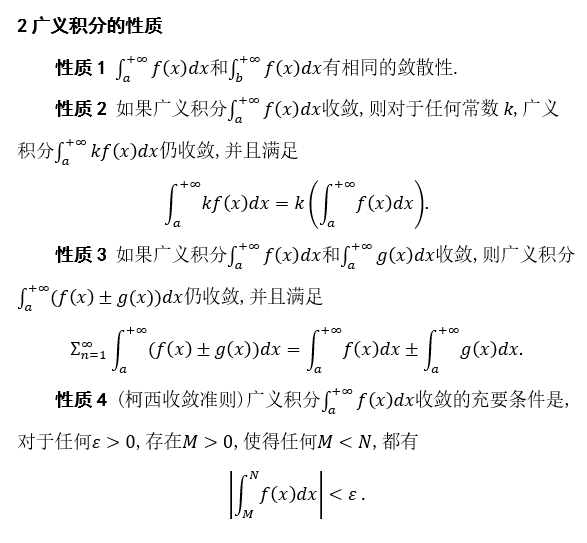 2 广义积分的性质
性质 1 ∫_a^{+∞} f(x)dx和∫_b^{+∞} f(x)dx有相同的敛散性.
性质 2 如果广义积分∫_a^{+∞} f(x)dx收敛, 则对于任何常数 k, 广义
积分∫_a^{+∞} kf(x)dx仍收敛, 并且满足
∫_a^{+∞} kf(x)dx = k(∫_a^{+∞} f(x)dx).
性质 3 如果广义积分∫_a^{+∞} f(x)dx和∫_a^{+∞} g(x)dx收敛, 则广义积分
∫_a^{+∞}(f(x) ± g(x))dx仍收敛, 并且满足
Σ_{n=1}^∞ ∫_a^{+∞} (f(x) ± g(x))dx = ∫_a^{+∞} f(x)dx ± ∫_a^{+∞} g(x)dx.
性质 4 (柯西收敛准则) 广义积分∫_a^{+∞} f(x)dx收敛的充要条件是,
对于任何ε > 0, 存在M > 0, 使得任何M < N, 都有
|∫_M^N f(x)dx| < ε .